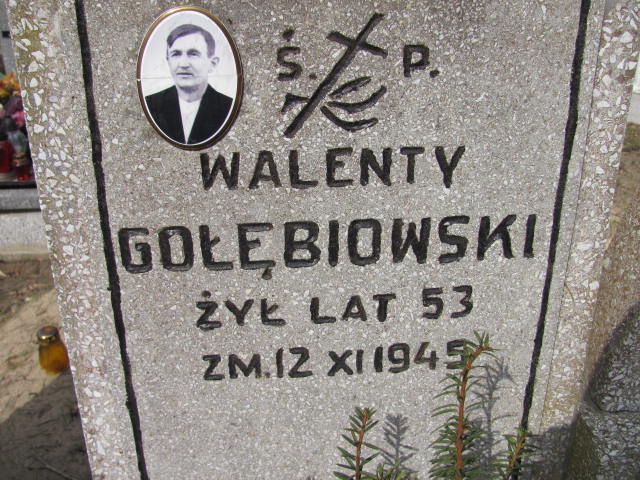 Ś. P.
WALENTY
GOŁĘBIOWSKI
ŻYŁ LAT 53
ZM. 12 XI 1945